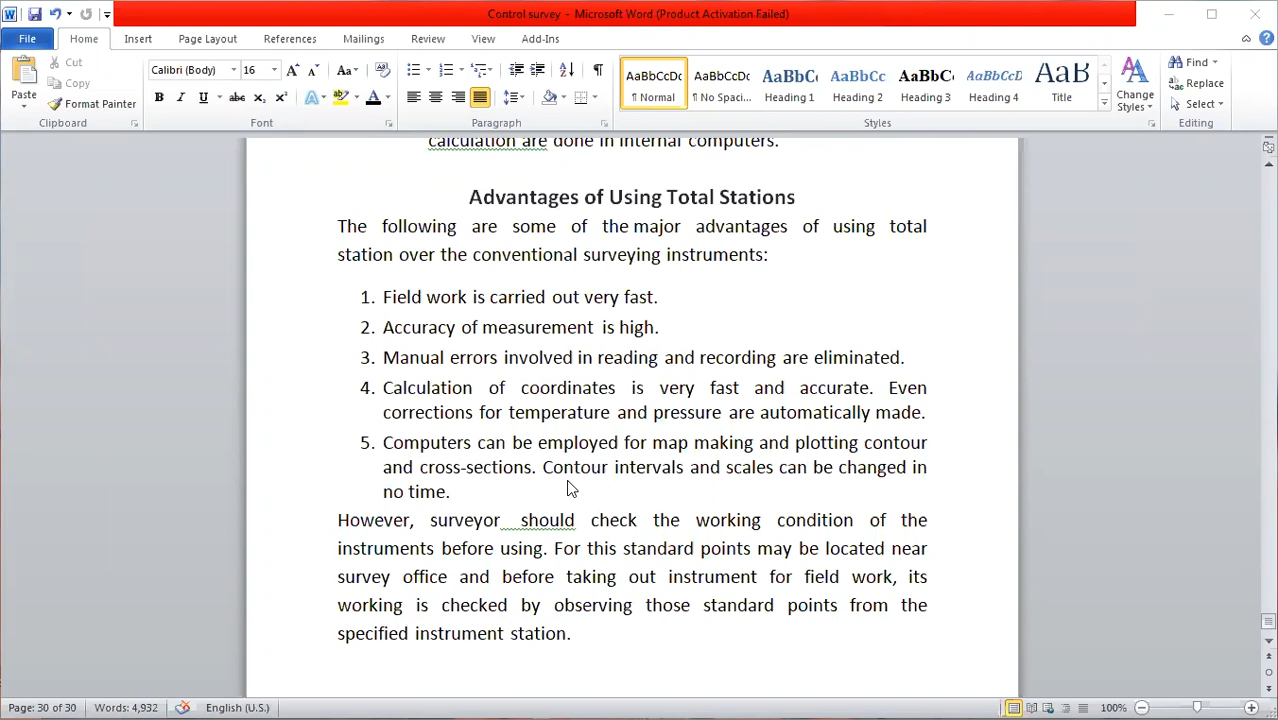 Control survey - Microsoft Word (Product Activation Failed)
File Home Insert Page Layout References Mailings Review View Add-Ins
Paste
Cut
Copy
Format Painter
Clipboard
Calibri (Body) 16
Font
Paragraph
AaBbCcDc AaBbCcDc AaBbC AaBbCc AaBbCc AaBbCcD AaB
¶ Normal ¶ No Spaci... Heading 1 Heading 2 Heading 3 Heading 4 Title
Change
Styles
Styles
Find
Replace
Select
Editing
calculation are done in internal computers.
Advantages of Using Total Stations
The following are some of the major advantages of using total
station over the conventional surveying instruments:
1. Field work is carried out very fast.
2. Accuracy of measurement is high.
3. Manual errors involved in reading and recording are eliminated.
4. Calculation of coordinates is very fast and accurate. Even
corrections for temperature and pressure are automatically made.
5. Computers can be employed for map making and plotting contour
and cross-sections. Contour intervals and scales can be changed in
no time.
However, surveyor should check the working condition of the
instruments before using. For this standard points may be located near
survey office and before taking out instrument for field work, its
working is checked by observing those standard points from the
specified instrument station.
Page: 30 of 30 Words: 4,932 English (U.S.) 100%